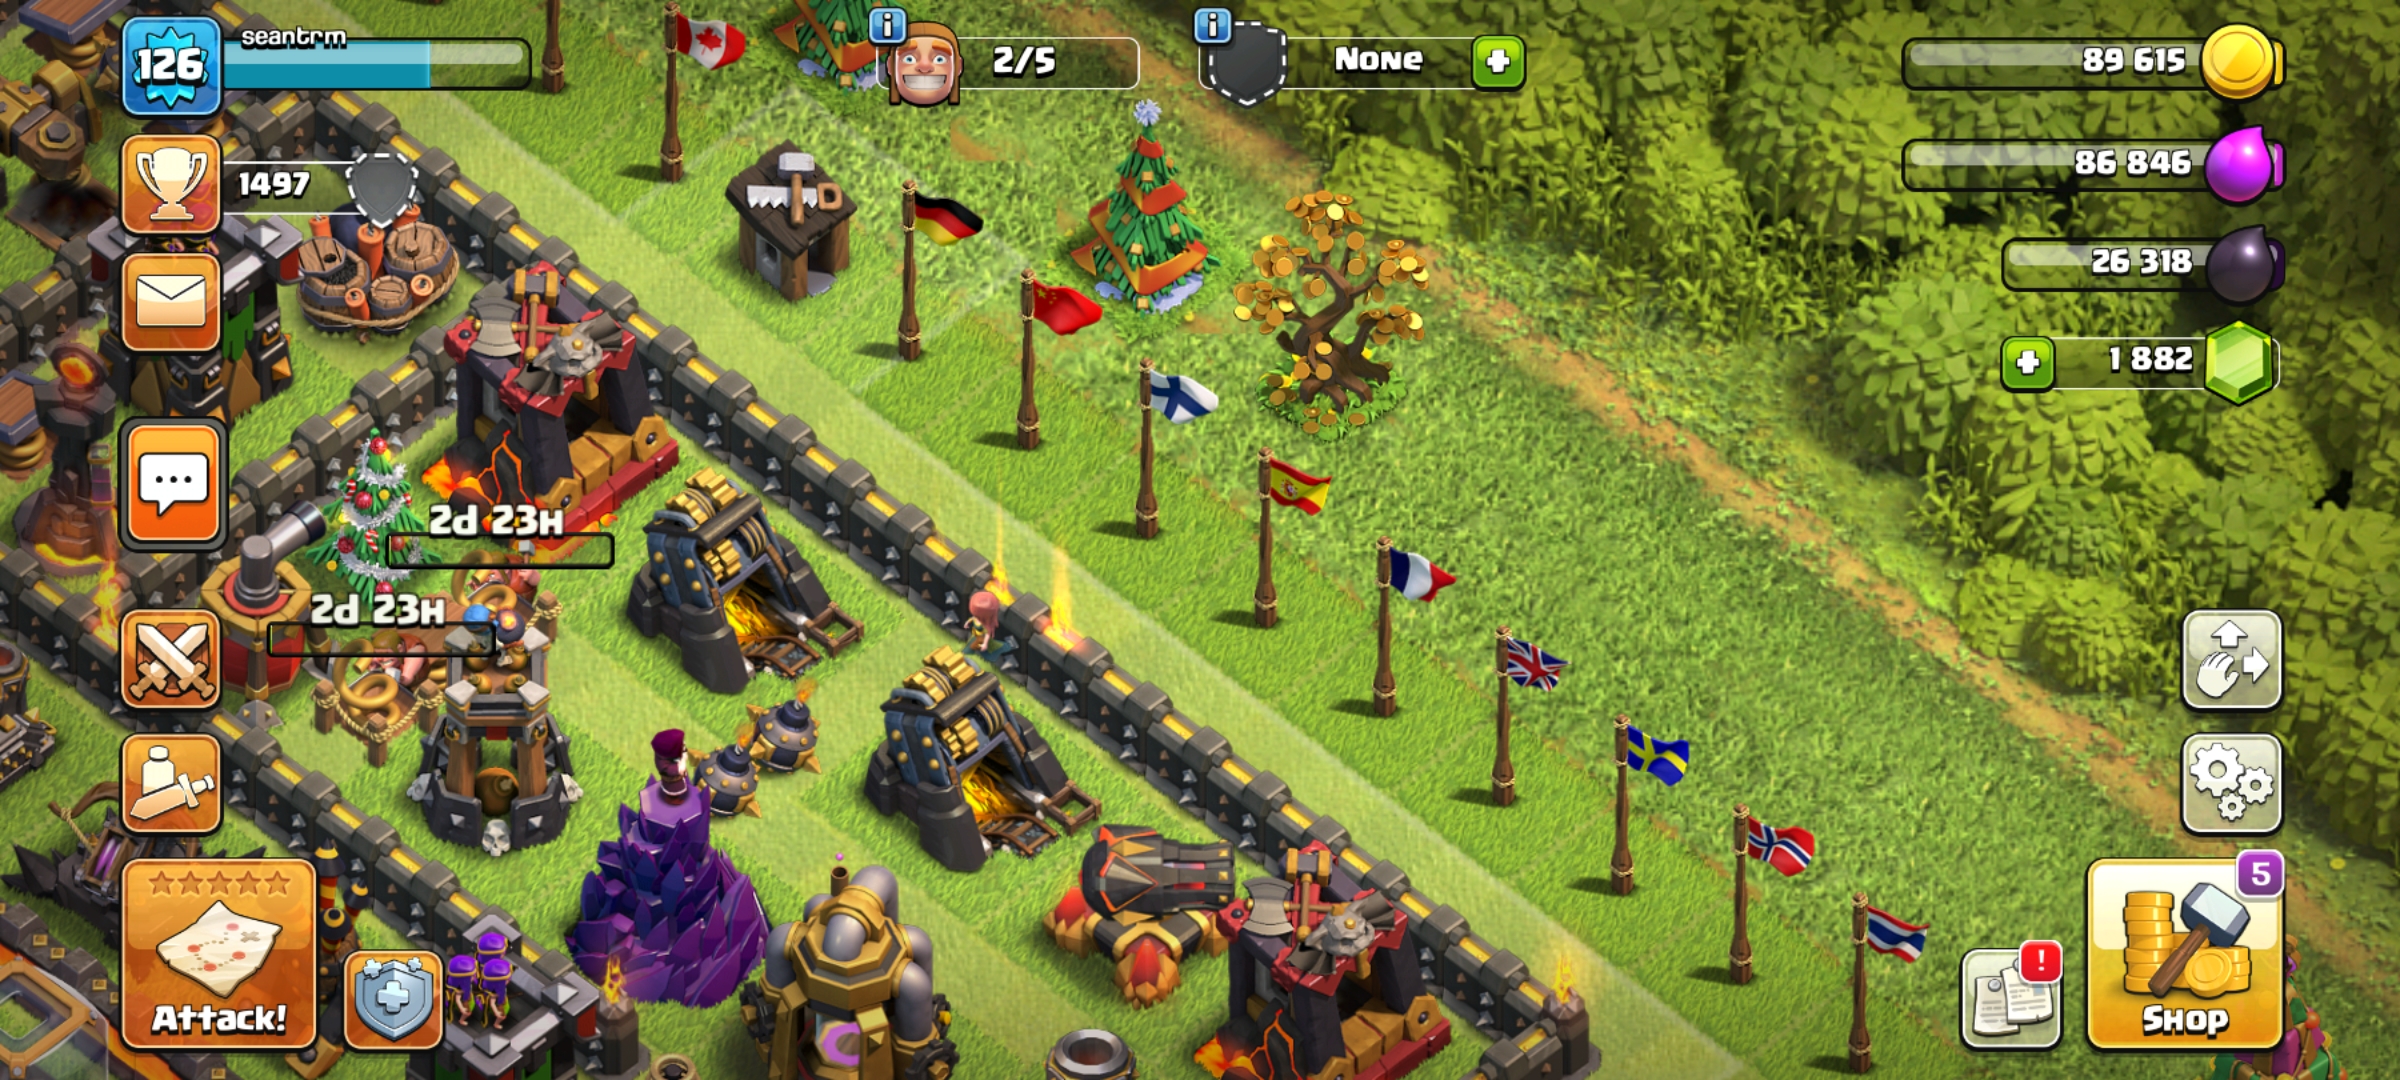 seantrm
126
2/5
None
89 615
1497
86 846
26 318
1 882
2d 23H
2d 23H
5
Attack!
Shop